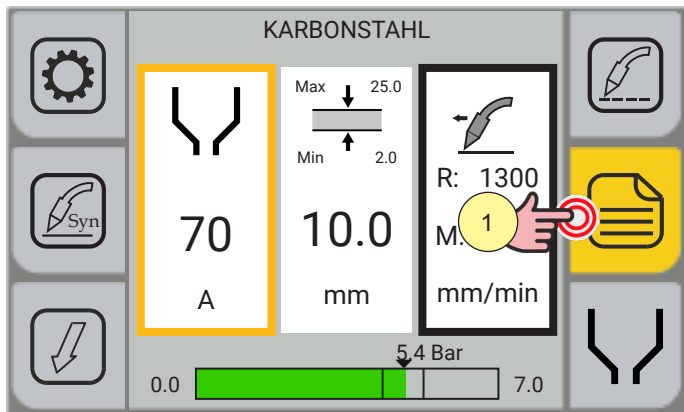 KARBONSTAHL
Syn
70
A
Max 25.0
Min 2.0
10.0
mm
R: 1300
M:
1
mm/min
5,4 Bar
0.0
7.0